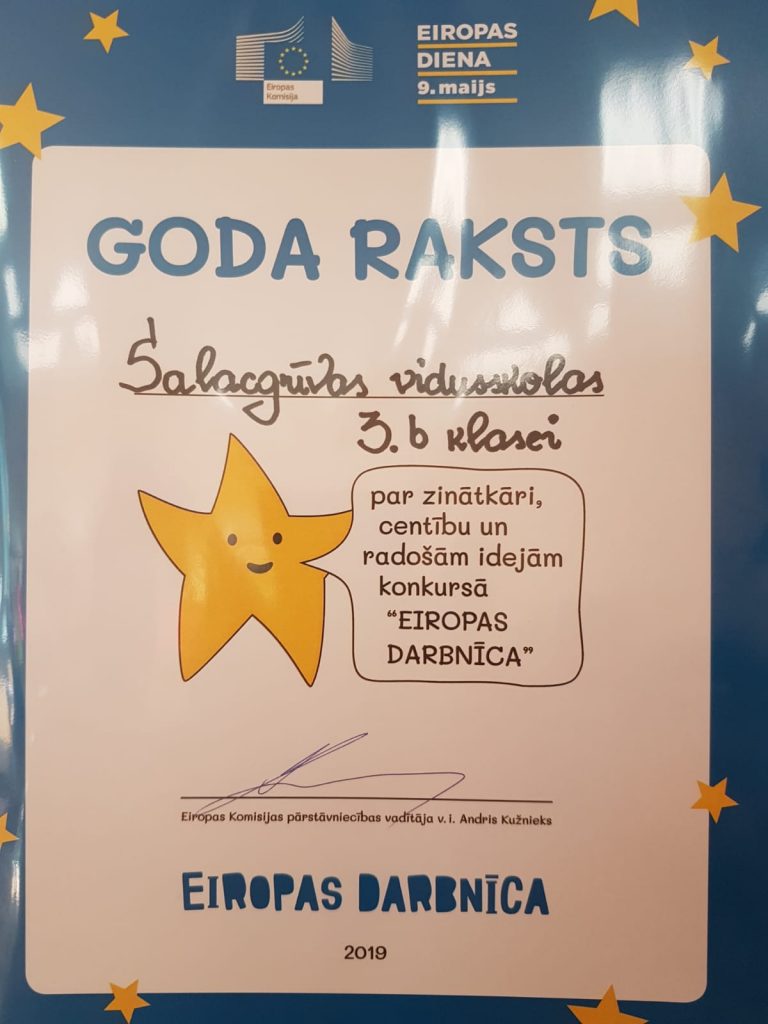 Eiropas
Komisija
EIROPAS
DIENA
9. maijs
GODA RAKSTS
Salacgrīvas vidusskolas
3. b klasei
par zinātkāri,
centību un
radošām idejām
konkursā
“EIROPAS
DARBNĪCA”
Eiropas Komisijas pārstāvniecības vadītāja v. i. Andris Kužnieks
EIROPAS DARBNĪCA
2019